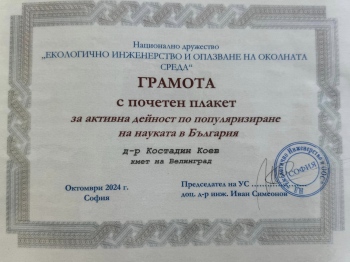 Национално дружество
„ЕКОЛОГИЧНО ИНЖЕНЕРСТВО И ОПАЗВАНЕ НА ОКОЛНАТА
СРЕДА“
ГРАМОТА
с почетен плакет
за активна дейност по популяризиране
на науката в България
д-р Костадин Коев
кмет на Велинград
Октомври 2024 г.
София
Председател на УС
доц. д-р инж. Иван Симеонов
СОФИЯ